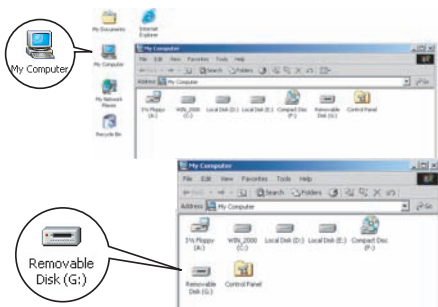 My Documents
Internet
Explorer
My Computer
My Computer
My Network
Places
Recycle Bin
My Computer
File Edit View Favorites Tools Help
Search Folders
Address My Computer Go
3½ Floppy (A:)
WIN_2000 (C:)
Local Disk (D:)
Local Disk (E:)
Compact Disc (F:)
Removable Disk (G:)
Control Panel
My Computer
File Edit View Favorites Tools Help
Search Folders
Address My Computer Go
3½ Floppy (A:)
WIN_2000 (C:)
Local Disk (D:)
Local Disk (E:)
Compact Disc (F:)
Removable
Disk (G:)
Control Panel
Removable
Disk (G:)